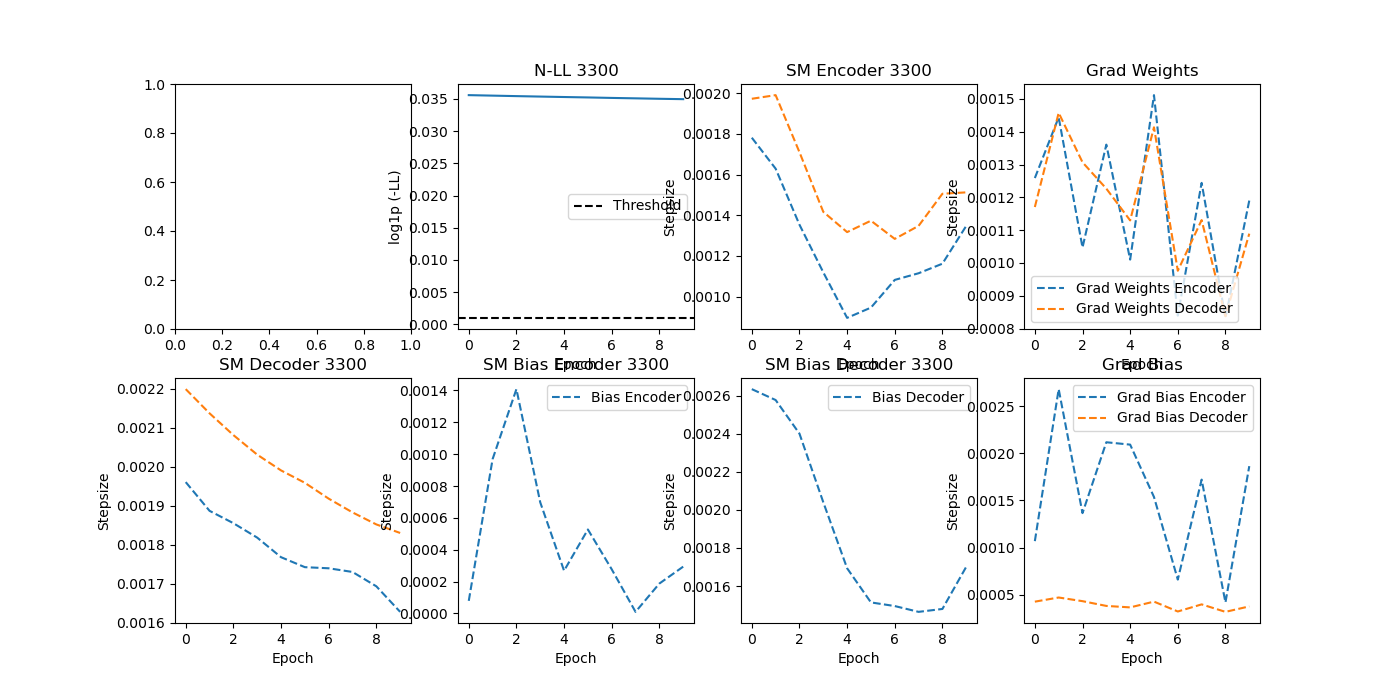 1.0
0.8
0.6
0.4
0.2
0.0
0.0 0.2 0.4 0.6 0.8 1.0
N-LL 3300
log1p (-LL)
0.035
0.030
0.025
0.020
0.015
0.010
0.005
0.000
Threshold
0 2 4 6 8
Epoch
SM Encoder 3300
Stepsize
0.0020
0.0018
0.0016
0.0014
0.0012
0.0010
0 2 4 6 8
Epoch
Grad Weights
Stepsize
0.0015
0.0014
0.0013
0.0012
0.0011
0.0010
0.0009
0.0008
Grad Weights Encoder
Grad Weights Decoder
0 2 4 6 8
Epoch
SM Decoder 3300
Stepsize
0.0022
0.0021
0.0020
0.0019
0.0018
0.0017
0.0016
0 2 4 6 8
Epoch
SM Bias Encoder 3300
Stepsize
0.0014
0.0012
0.0010
0.0008
0.0006
0.0004
0.0002
0.0000
Bias Encoder
0 2 4 6 8
Epoch
SM Bias Decoder 3300
Stepsize
0.0026
0.0024
0.0022
0.0020
0.0018
0.0016
Bias Decoder
0 2 4 6 8
Epoch
Grad Bias
Stepsize
0.0025
0.0020
0.0015
0.0010
0.0005
Grad Bias Encoder
Grad Bias Decoder
0 2 4 6 8
Epoch